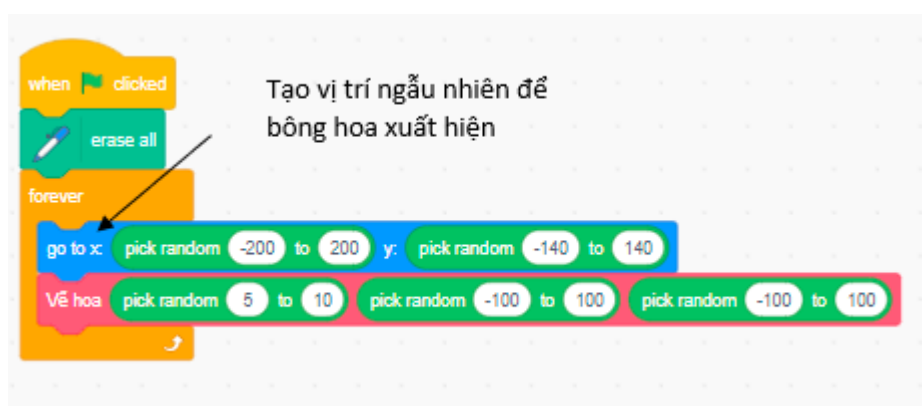 when clicked
Tạo vị trí ngẫu nhiên để
bông hoa xuất hiện
erase all
forever
go to x: pick random -200 to 200 y: pick random -140 to 140
Vẽ hoa pick random 5 to 10 pick random -100 to 100 pick random -100 to 100